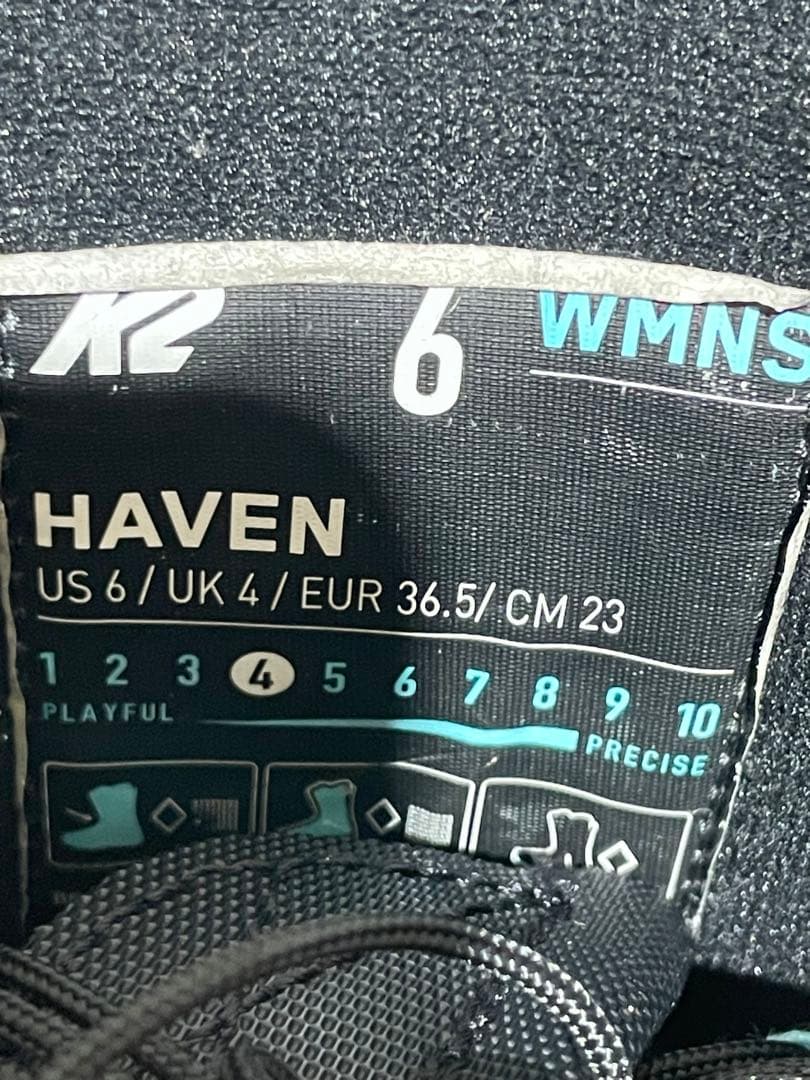 K2 6 WMNS
HAVEN
US 6 / UK 4 / EUR 36.5/ CM 23
1 2 3 4 5 6 7 8 9 10
PLAYFUL PRECISE